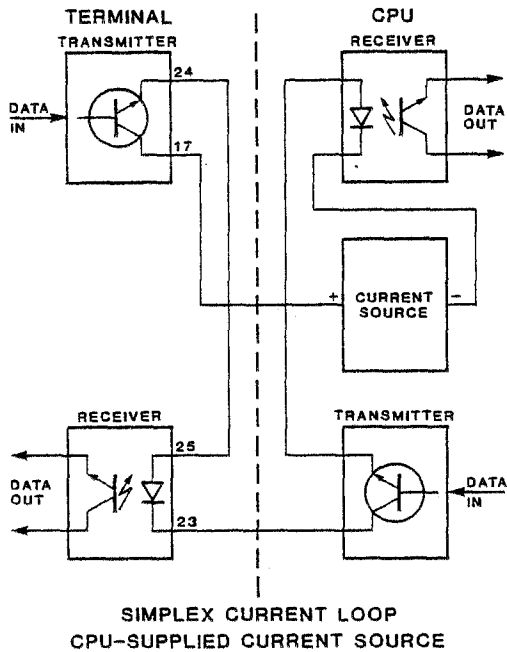 TERMINAL
CPU
TRANSMITTER
RECEIVER
24
DATA
IN
17
DATA
OUT
+
CURRENT
SOURCE
-
RECEIVER
TRANSMITTER
25
DATA
OUT
23
DATA
IN
SIMPLEX CURRENT LOOP
CPU-SUPPLIED CURRENT SOURCE